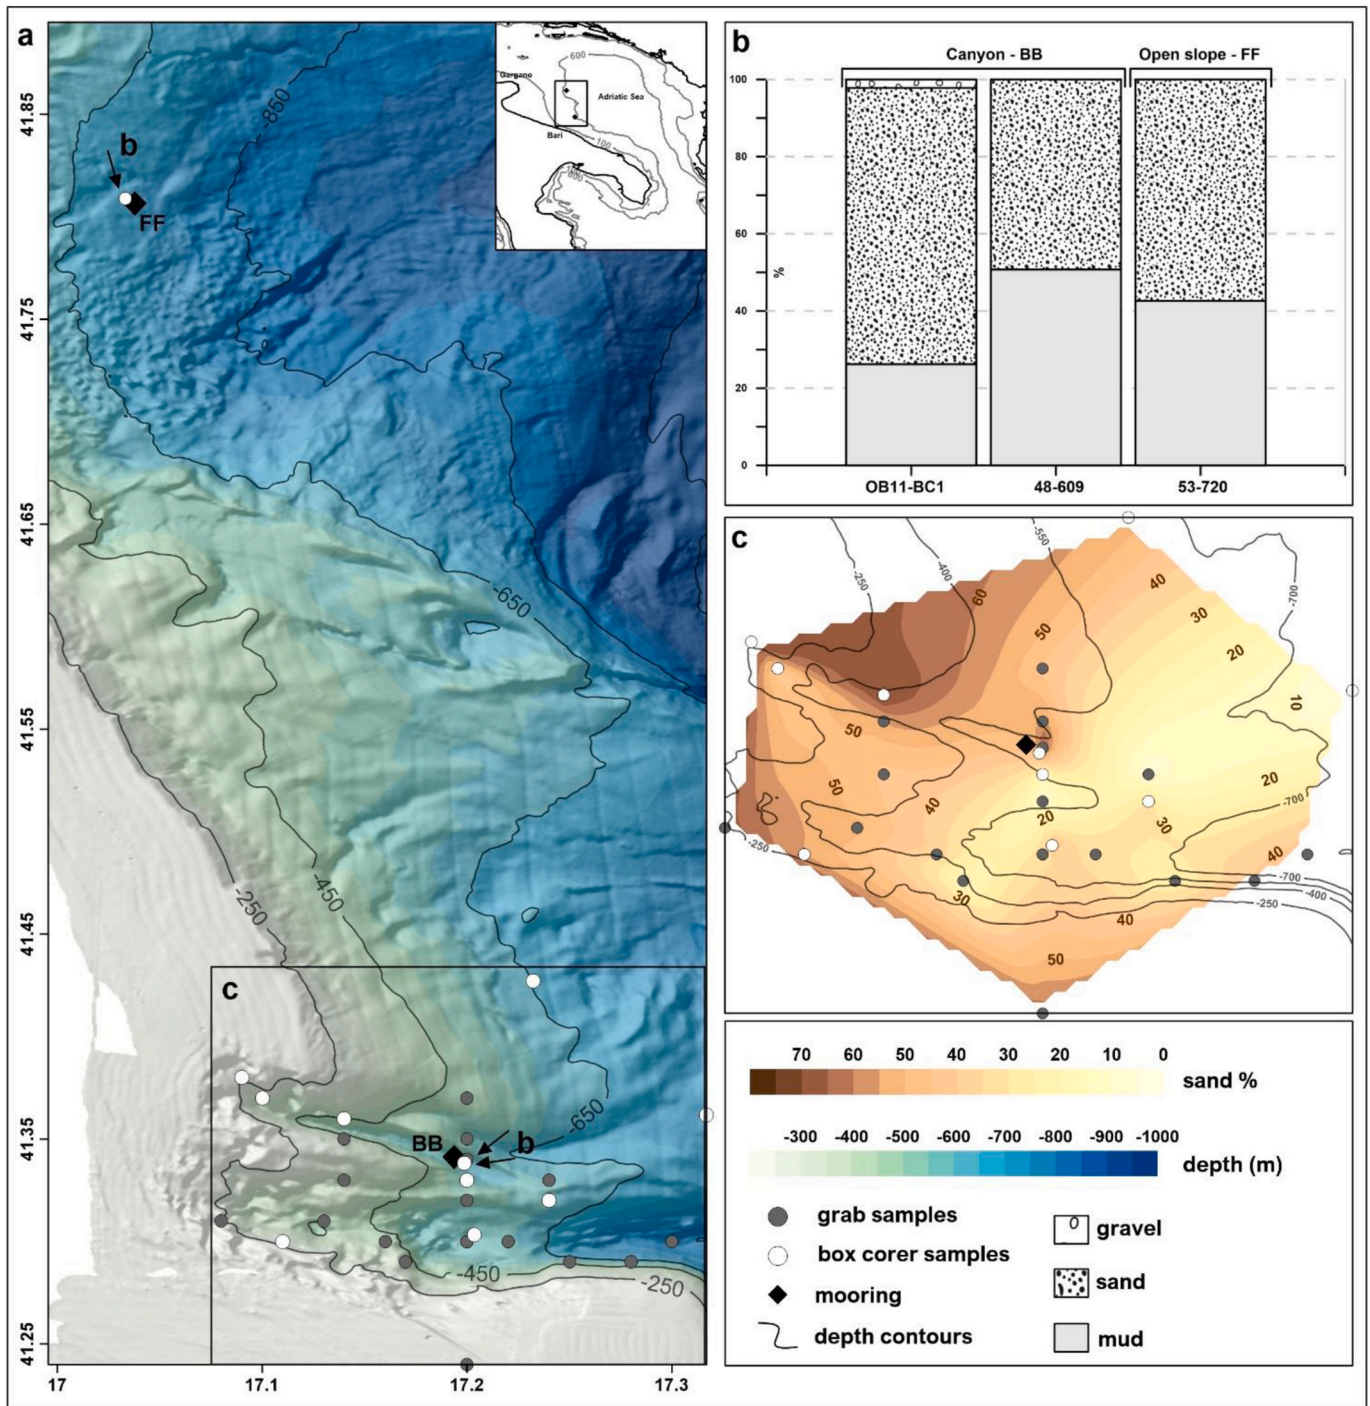 a
41.85
41.75
41.65
41.55
41.45
41.35
41.25
17
17.1
17.2
17.3
-850
b
FF
-650
-450
-250
c
BB
b
-650
-450
-250
Gargano
600
Adriatic Sea
Bari
100
b
Canyon - BB
Open slope - FF
100
80
60
40
20
0
%
OB11-BC1
48-609
53-720
c
-250
-400
-550
-700
60
50
40
30
20
10
50
50
40
20
30
20
-700
40
-250
30
40
50
-700
-400
-250
70 60 50 40 30 20 10 0
sand %
-300 -400 -500 -600 -700 -800 -900 -1000
depth (m)
grab samples
box corer samples
mooring
depth contours
gravel
sand
mud